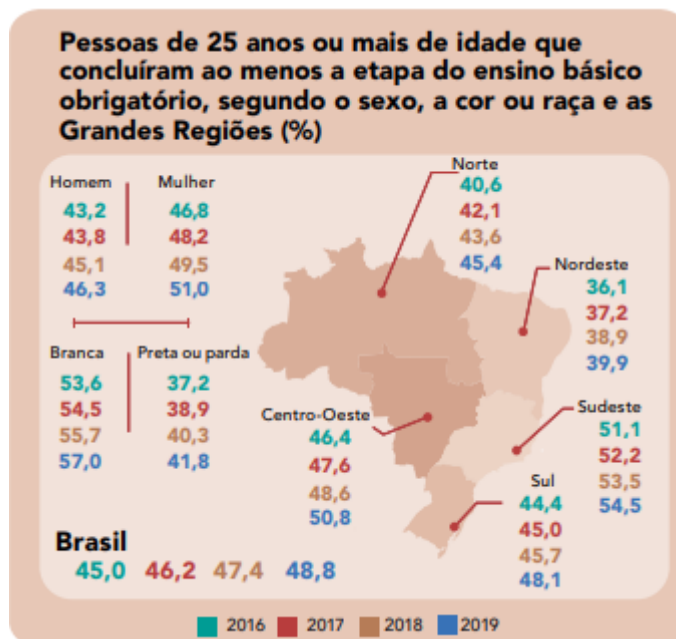 Pessoas de 25 anos ou mais de idade que
concluíram ao menos a etapa do ensino básico
obrigatório, segundo o sexo, a cor ou raça e as
Grandes Regiões (%)
Homem
43,2
43,8
45,1
46,3
Mulher
46,8
48,2
49,5
51,0
Branca
53,6
54,5
55,7
57,0
Preta ou parda
37,2
38,9
40,3
41,8
Norte
40,6
42,1
43,6
45,4
Nordeste
36,1
37,2
38,9
39,9
Centro-Oeste
46,4
47,6
48,6
50,8
Sudeste
51,1
52,2
53,5
54,5
Sul
44,4
45,0
45,7
48,1
Brasil
45,0 46,2 47,4 48,8
2016 2017 2018 2019